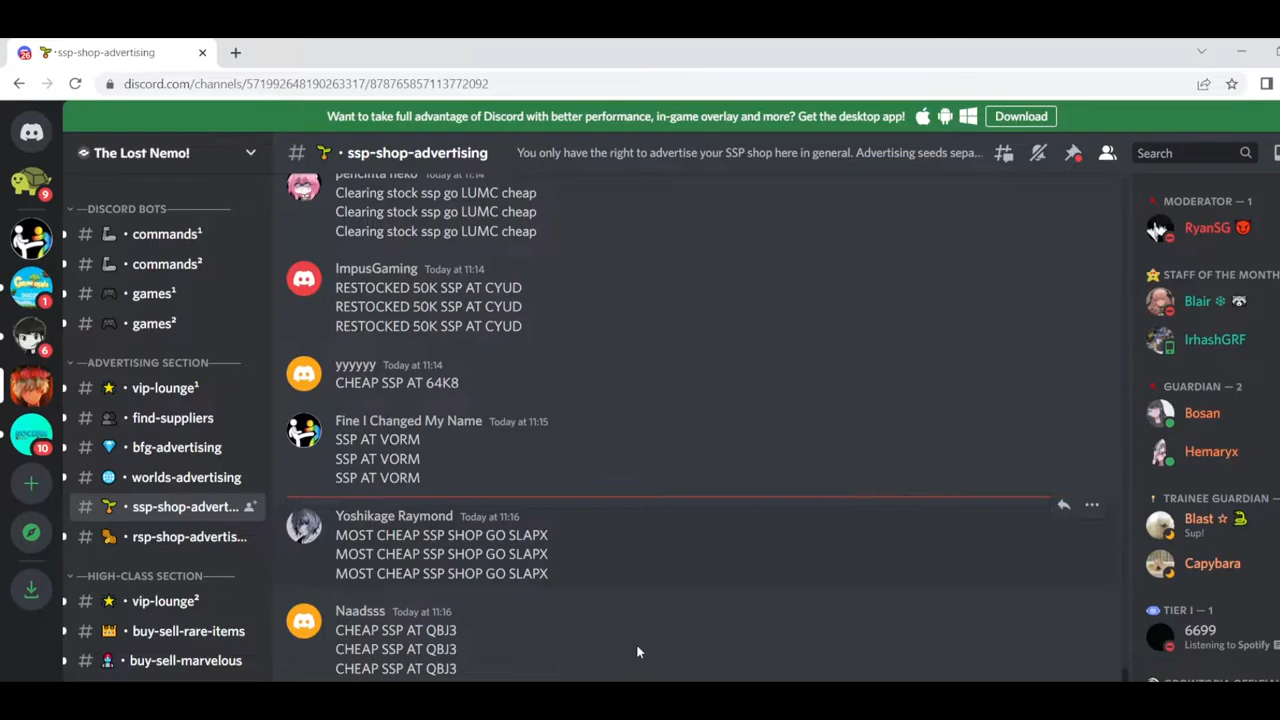 26 ssp-shop-advertising
discord.com/channels/571992648190263317/878765857113772092
Want to take full advantage of Discord with better performance, in-game overlay and more? Get the desktop app! Download
The Lost Nemo!
ssp-shop-advertising
You only have the right to advertise your SSP shop here in general. Advertising seeds sepa...
Search
9
1
6
10
—DISCORD BOTS———
commands¹
commands²
games¹
games²
—ADVERTISING SECTION——
vip-lounge¹
find-suppliers
bfg-advertising
worlds-advertising
ssp-shop-advert...
rsp-shop-advertis...
—HIGH-CLASS SECTION——
vip-lounge²
buy-sell-rare-items
buy-sell-marvelous
pencinta neko Today at 11:14
Clearing stock ssp go LUMC cheap
Clearing stock ssp go LUMC cheap
Clearing stock ssp go LUMC cheap
ImpusGaming Today at 11:14
RESTOCKED 50K SSP AT CYUD
RESTOCKED 50K SSP AT CYUD
RESTOCKED 50K SSP AT CYUD
yyyyyy Today at 11:14
CHEAP SSP AT 64K8
Fine I Changed My Name Today at 11:15
SSP AT VORM
SSP AT VORM
SSP AT VORM
Yoshikage Raymond Today at 11:16
MOST CHEAP SSP SHOP GO SLAPX
MOST CHEAP SSP SHOP GO SLAPX
MOST CHEAP SSP SHOP GO SLAPX
Naadsss Today at 11:16
CHEAP SSP AT QBJ3
CHEAP SSP AT QBJ3
CHEAP SSP AT QBJ3
MODERATOR — 1
RyanSG
STAFF OF THE MONTH
Blair
IrhashGRF
GUARDIAN — 2
Bosan
Hemaryx
TRAINEE GUARDIAN
Blast
Sup!
Capybara
TIER I — 1
6699
Listening to Spotify